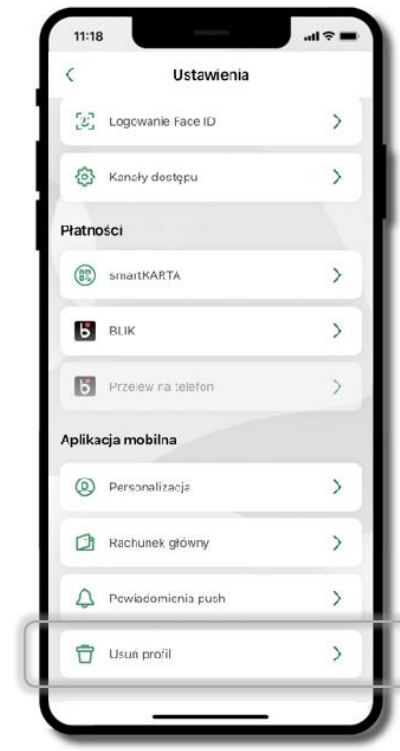 11:18
Ustawienia
Logowanie Face ID
Kanały dostępu
Płatności
smartKARTA
BLIK
Przelew na telefon
Aplikacja mobilna
Personalizacja
Rachunek główny
Powiadomienia push
Usuń profil